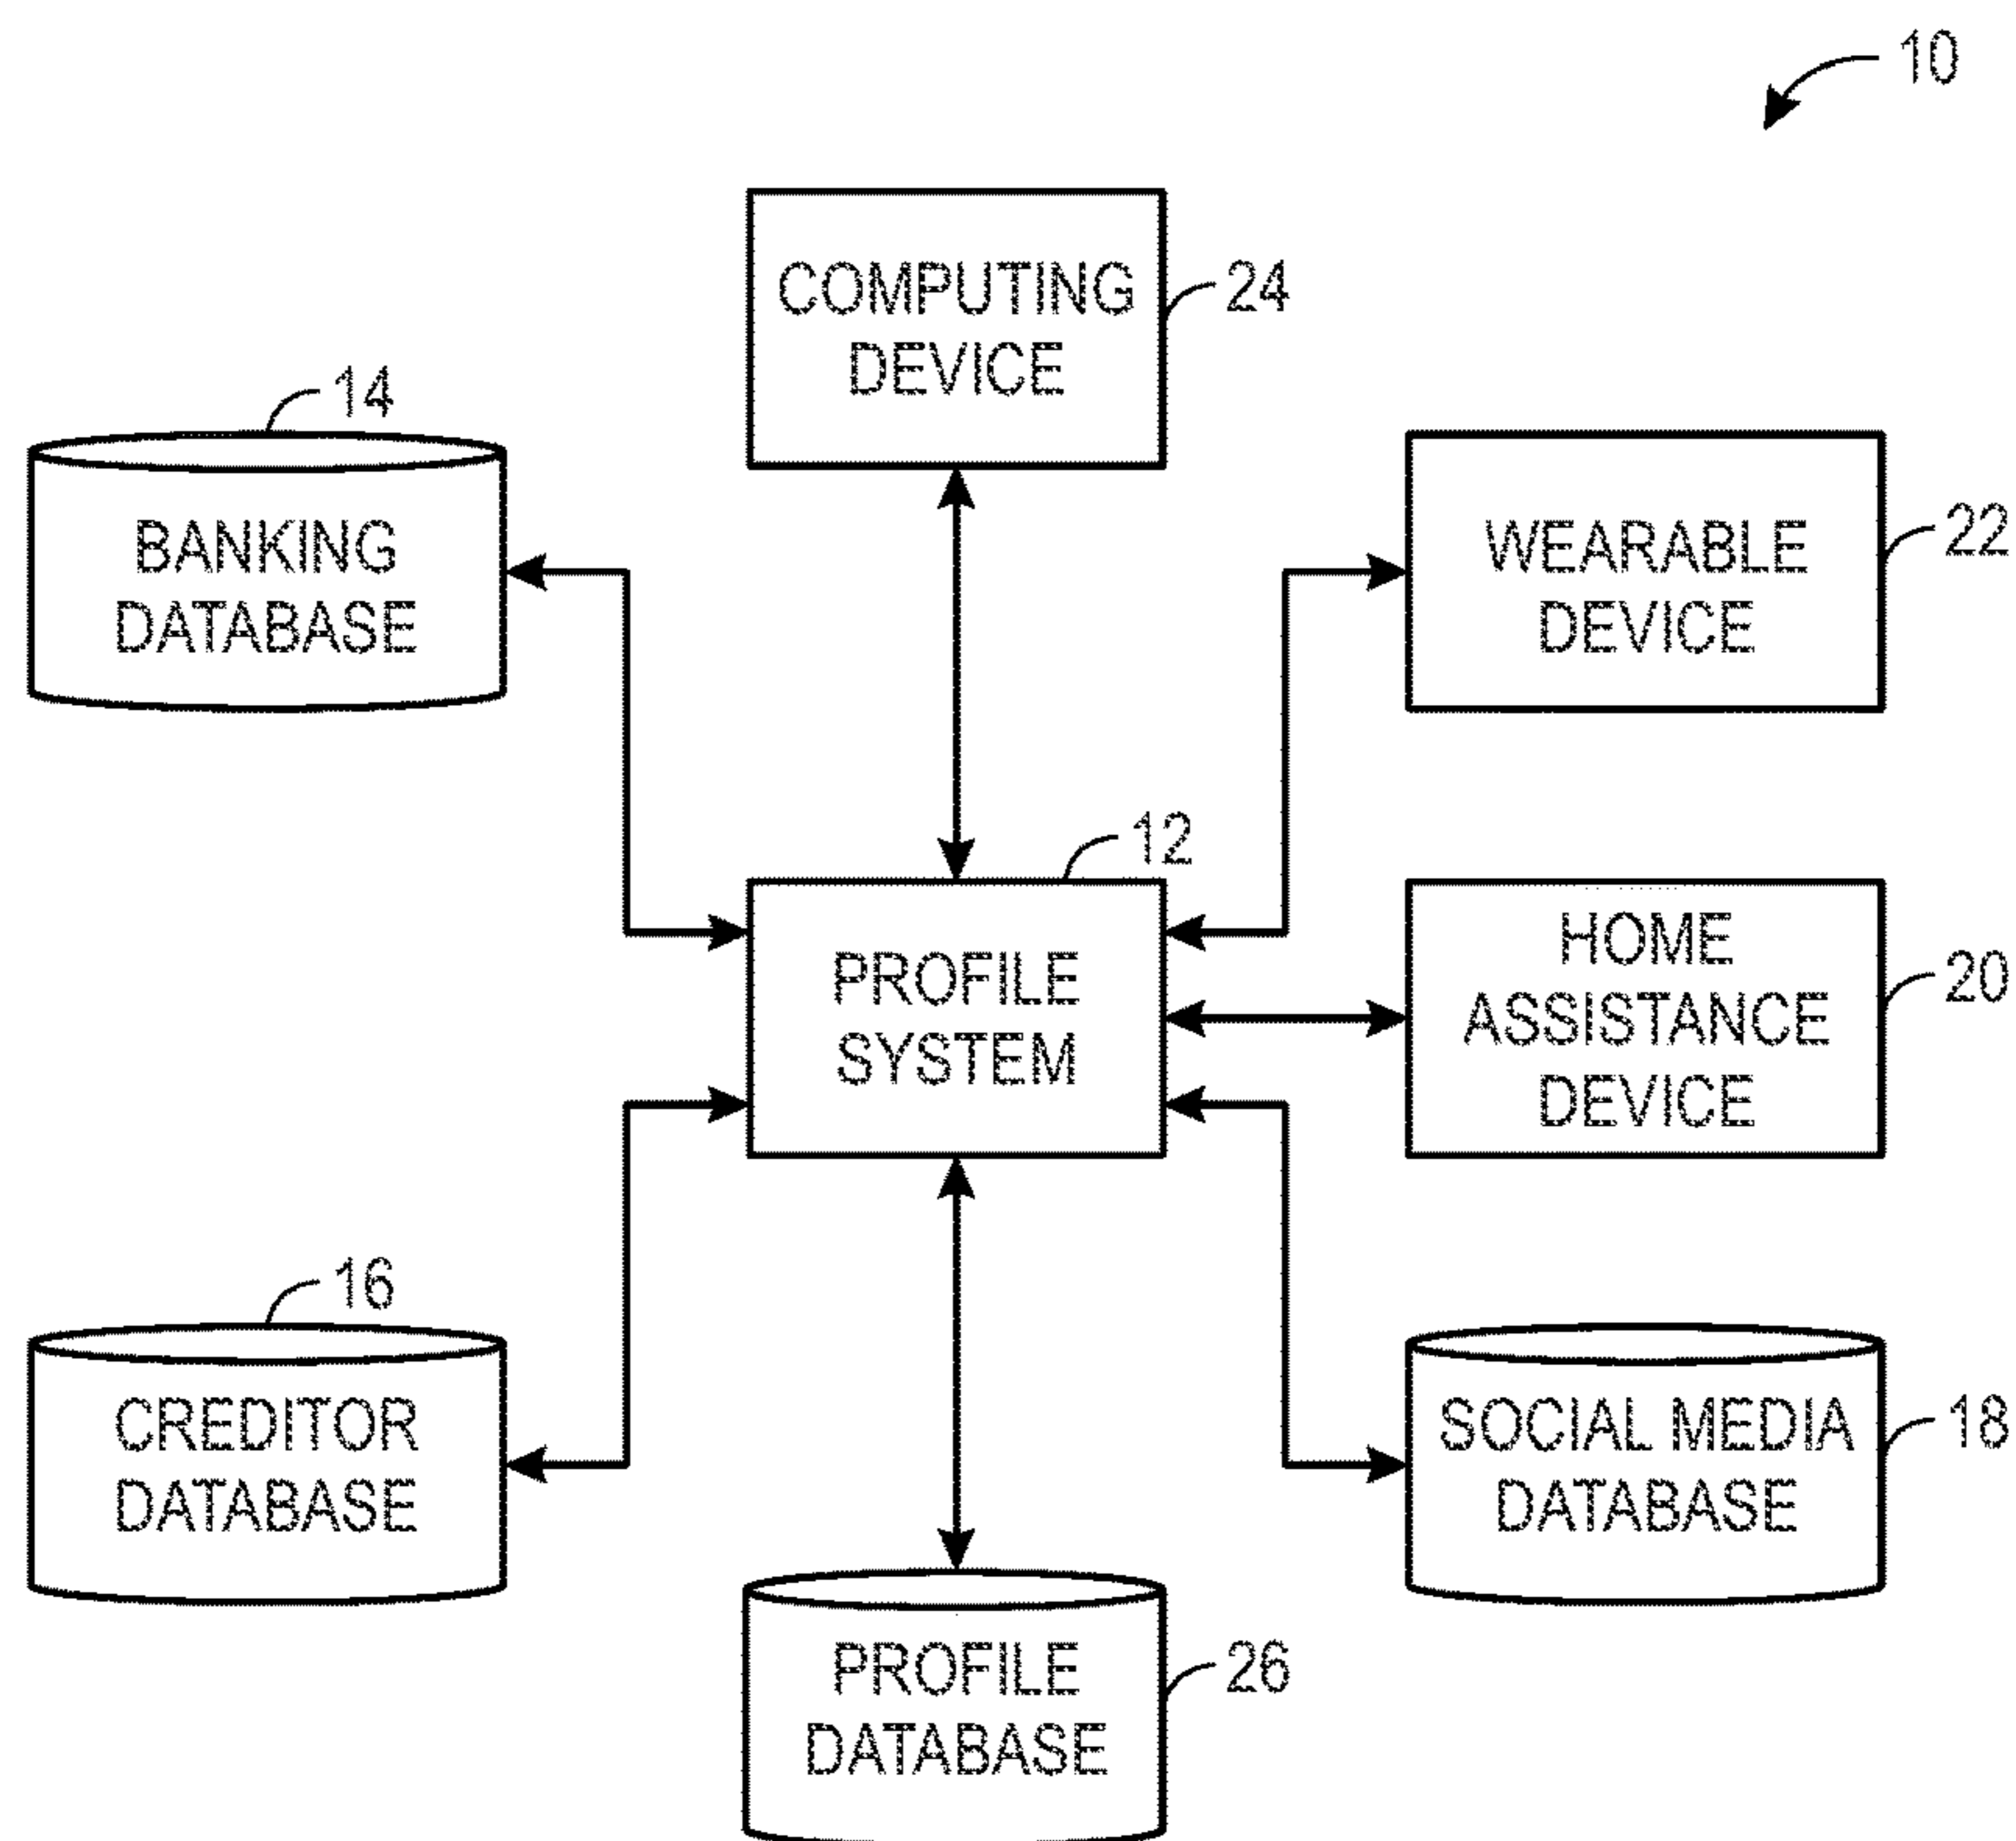 10
COMPUTING
DEVICE
24
14
BANKING
DATABASE
WEARABLE
DEVICE
22
12
PROFILE
SYSTEM
HOME
ASSISTANCE
DEVICE
20
16
CREDITOR
DATABASE
SOCIAL MEDIA
DATABASE
18
PROFILE
DATABASE
26